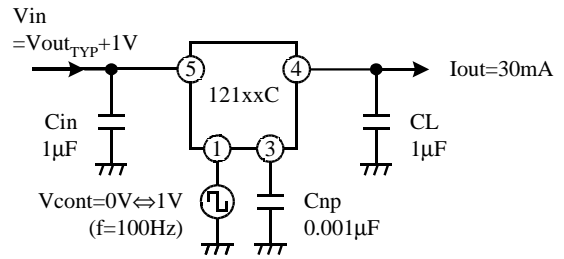 Vin
=Vout_TYP+1V
5
4
Iout=30mA
121xxC
Cin
1µF
CL
1µF
1
3
Vcont=0V⇔1V
(f=100Hz)
Cnp
0.001µF